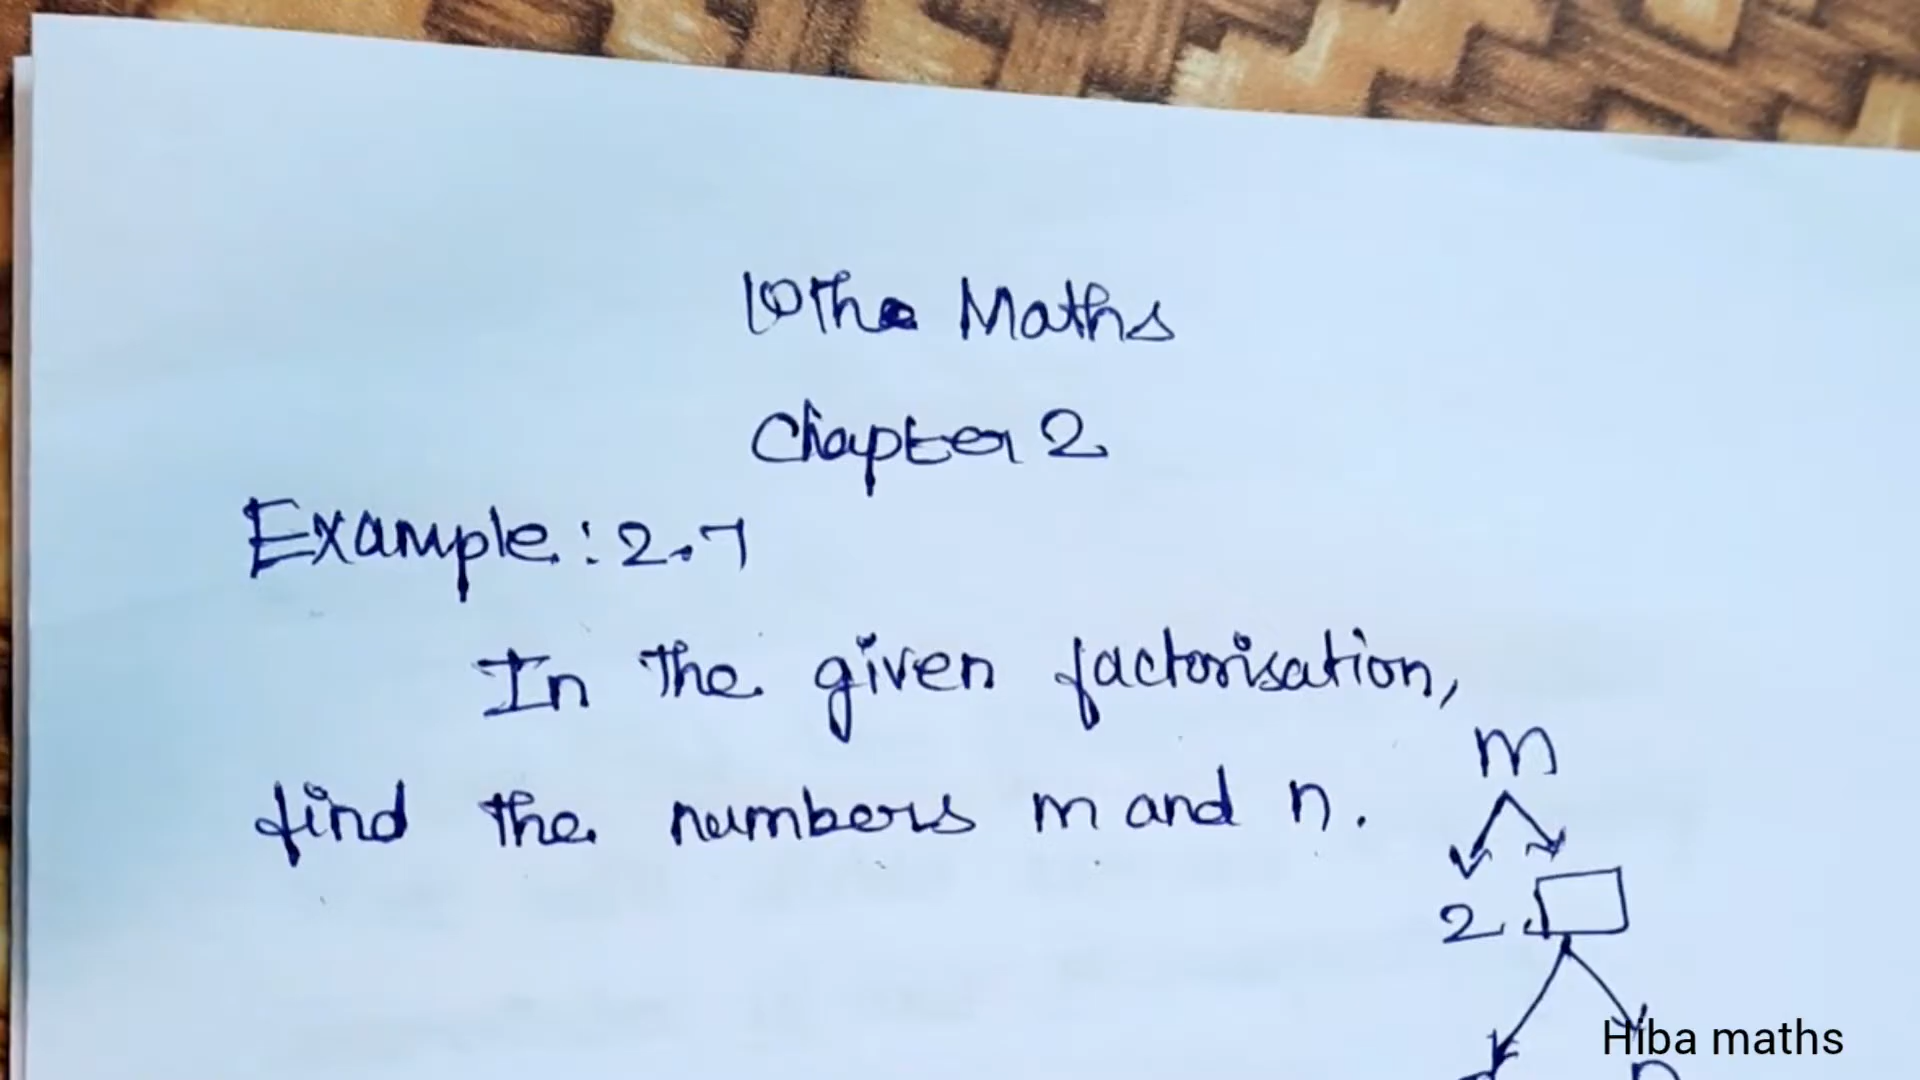 10th Maths
Chapter 2
Example : 2.7
In the given factorisation,
find the numbers m and n.
m
2
Hiba maths